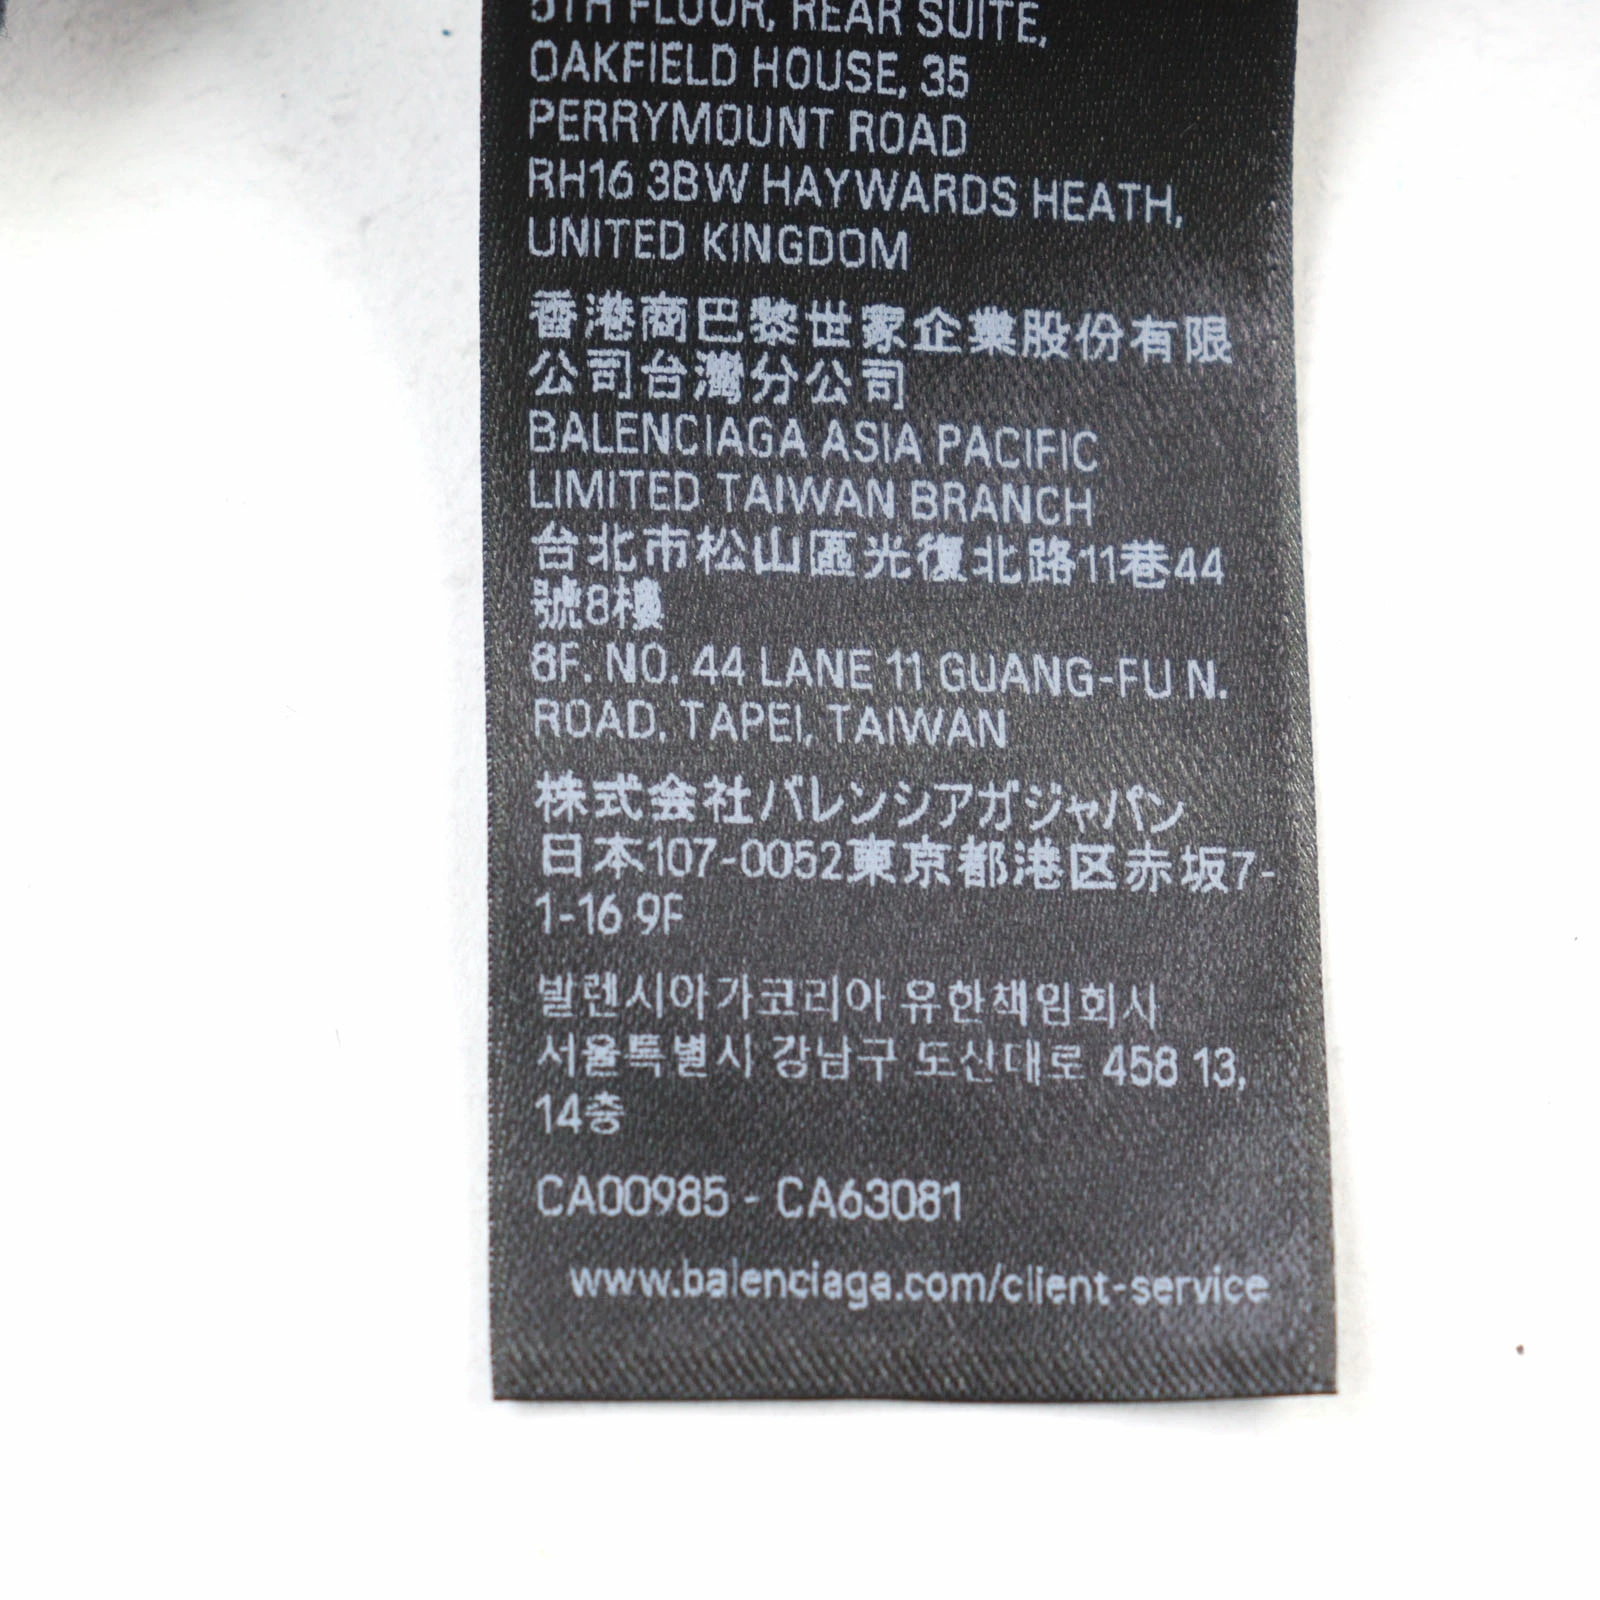 5TH FLOOR, REAR SUITE,
OAKFIELD HOUSE, 35
PERRYMOUNT ROAD
RH16 3BW HAYWARDS HEATH,
UNITED KINGDOM
香港商巴黎世家企業股份有限
公司台灣分公司
BALENCIAGA ASIA PACIFIC
LIMITED TAIWAN BRANCH
台北市松山區光復北路11巷44
號8樓
8F. NO. 44 LANE 11 GUANG-FU N.
ROAD. TAPEI, TAIWAN
株式会社バレンシアガジャパン
日本107-0052東京都港区赤坂7-
1-16 9F
발렌시아가코리아 유한책임회사
서울특별시 강남구 도산대로 458 13,
14층
CA00985 - CA63081
www.balenciaga.com/client-service